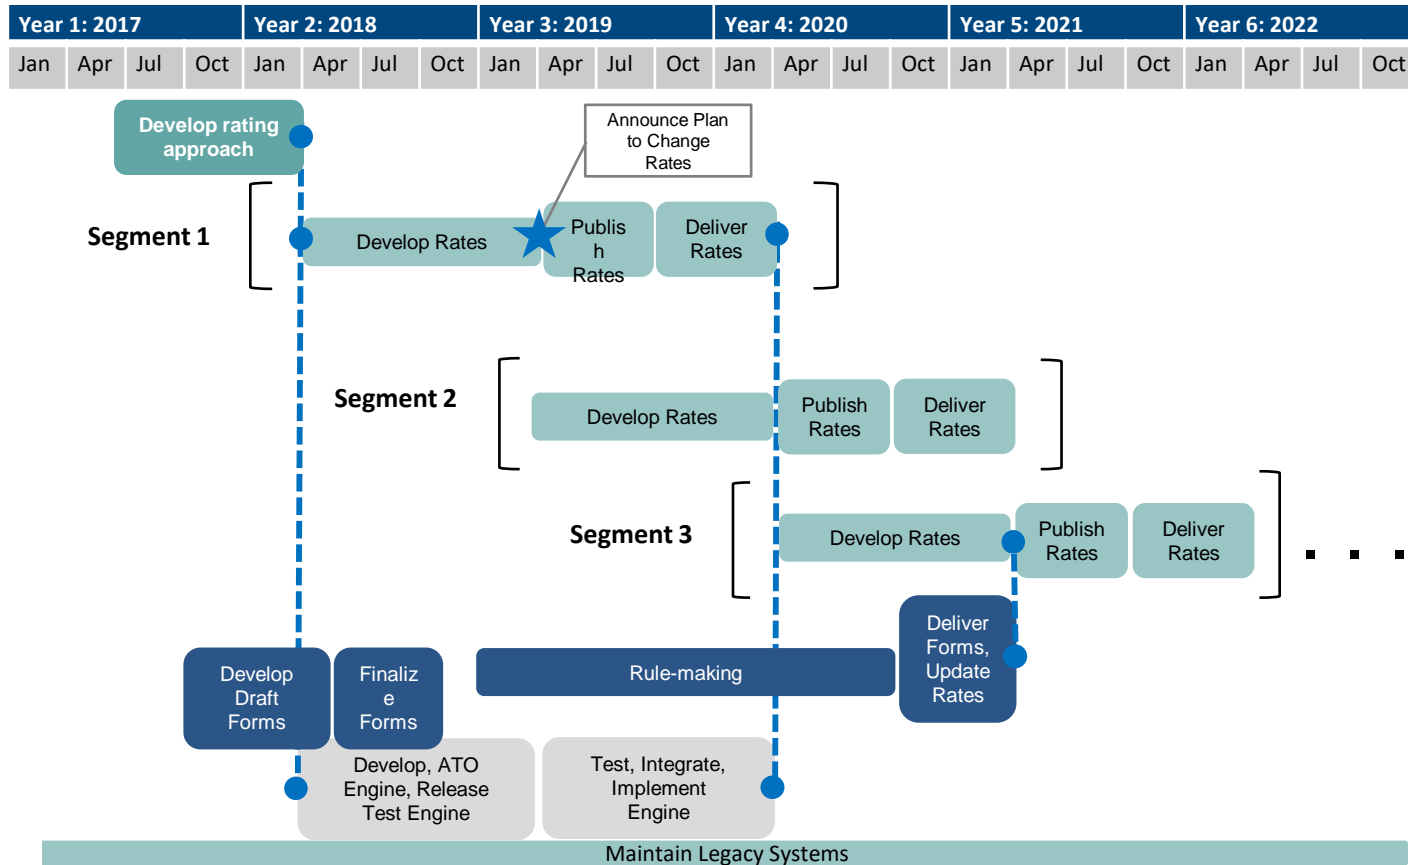 Year 1: 2017 Year 2: 2018 Year 3: 2019 Year 4: 2020 Year 5: 2021 Year 6: 2022
Jan Apr Jul Oct Jan Apr Jul Oct Jan Apr Jul Oct Jan Apr Jul Oct Jan Apr Jul Oct Jan Apr Jul Oct
Develop rating
approach
Announce Plan
to Change
Rates
Segment 1
Develop Rates
Publis
h
Rates
Deliver
Rates
Segment 2
Develop Rates
Publish
Rates
Deliver
Rates
Segment 3
Develop Rates
Publish
Rates
Deliver
Rates
. . .
Develop
Draft
Forms
Finaliz
e
Forms
Rule-making
Deliver
Forms,
Update
Rates
Develop, ATO
Engine, Release
Test Engine
Test, Integrate,
Implement
Engine
Maintain Legacy Systems